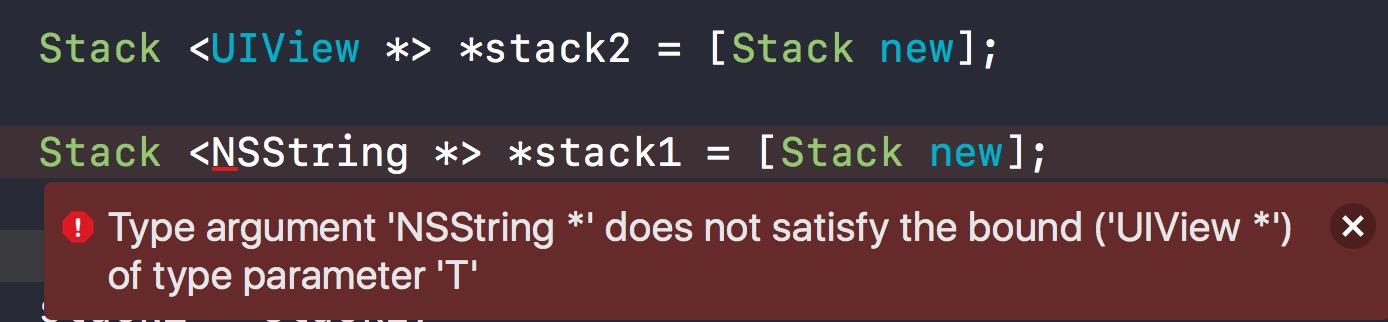 Stack <UIView *> *stack2 = [Stack new];
Stack <NSString *> *stack1 = [Stack new];
Type argument 'NSString *' does not satisfy the bound ('UIView *')
of type parameter 'T'